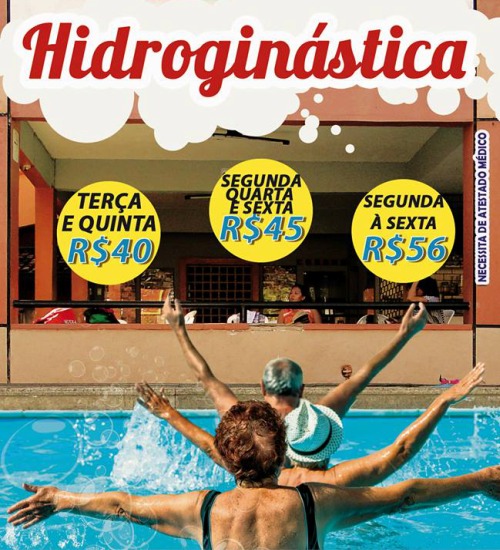 Hidroginástica
TERÇA
E QUINTA
R$40
SEGUNDA
QUARTA
E SEXTA
R$45
SEGUNDA
À SEXTA
R$56
NECESSITA DE ATESTADO MÉDICO